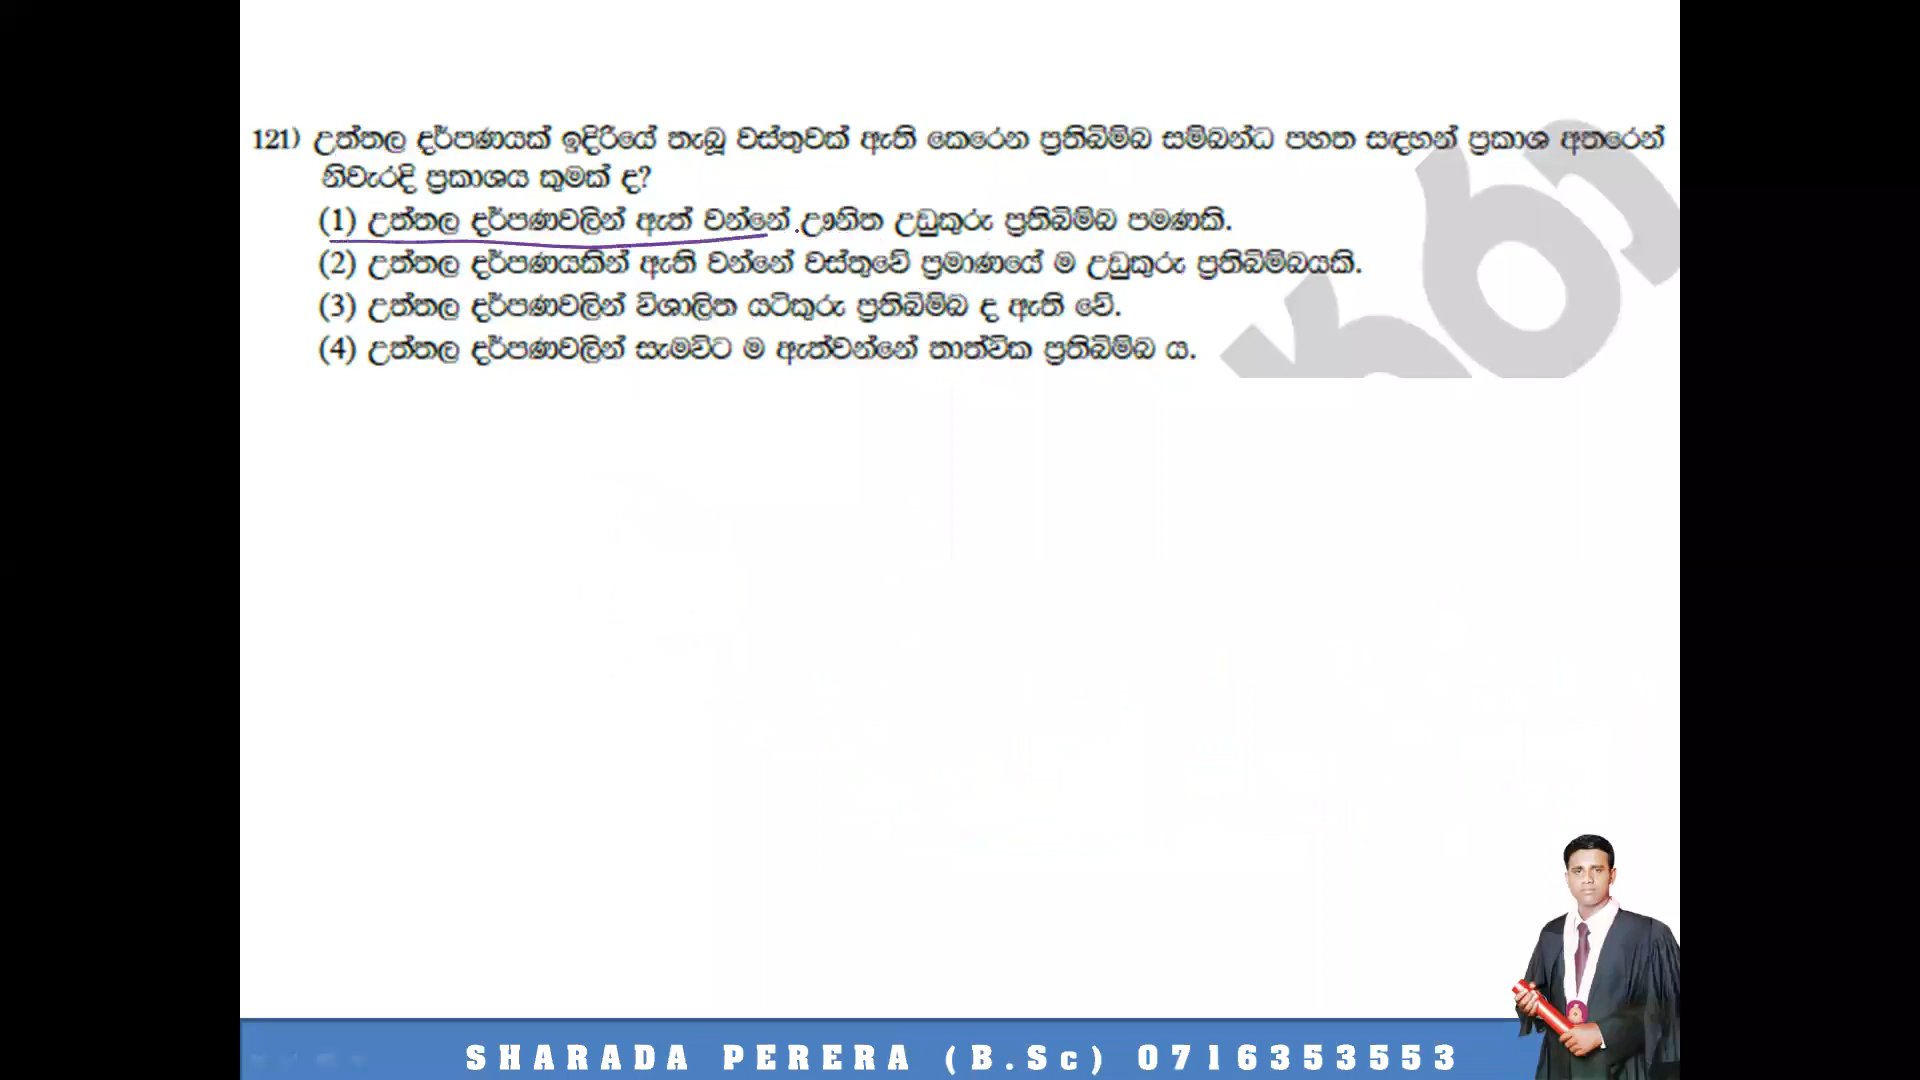 121) උත්තල දර්පණයක් ඉදිරියේ තැබූ වස්තුවක් ඇති කෙරෙන ප්‍රතිබිම්බ සම්බන්ධ පහත සඳහන් ප්‍රකාශ අතරෙන්
නිවැරදි ප්‍රකාශය කුමක් ද?
(1) උත්තල දර්පණවලින් ඇත් වන්නේ ඌනිත උඩුකුරු ප්‍රතිබිම්බ පමණකි.
(2) උත්තල දර්පණයකින් ඇති වන්නේ වස්තුවේ ප්‍රමාණයේ ම උඩුකුරු ප්‍රතිබිම්බයකි.
(3) උත්තල දර්පණවලින් විශාලිත යටිකුරු ප්‍රතිබිම්බ ද ඇති වේ.
(4) උත්තල දර්පණවලින් සැමවිට ම ඇත්වන්නේ තාත්වික ප්‍රතිබිම්බ ය.
SHARADA PERERA (B.Sc) 0716353553